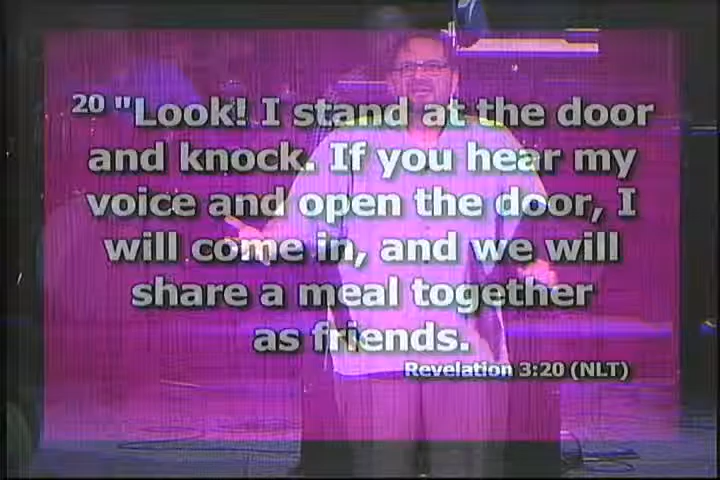 20 "Look! I stand at the door
and knock. If you hear my
voice and open the door, I
will come in, and we will
share a meal together
as friends.
Revelation 3:20 (NLT)